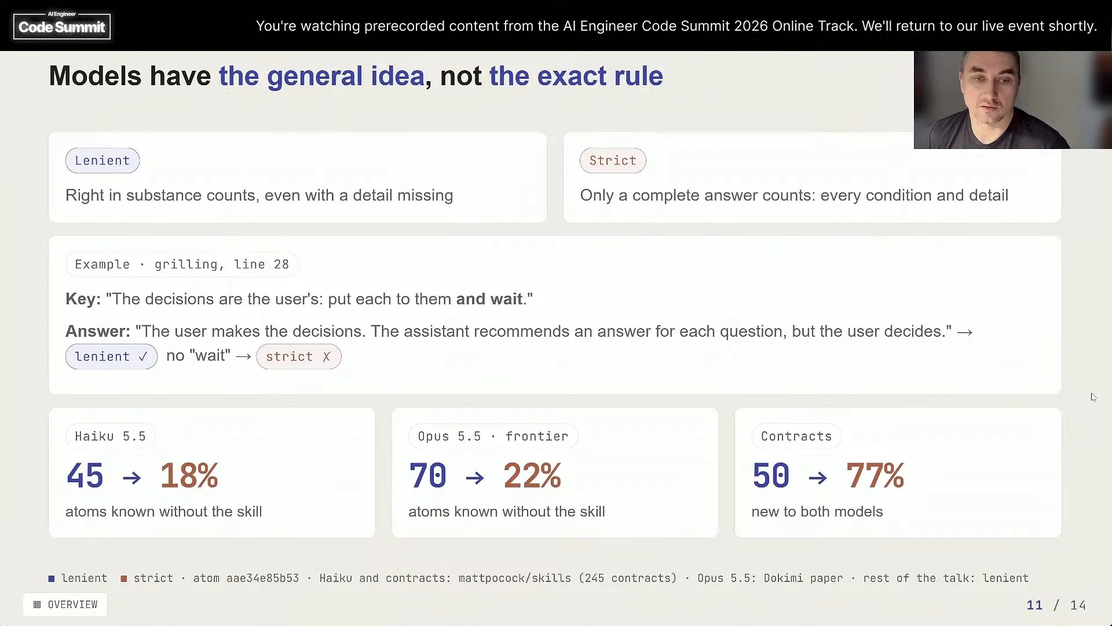 AI Engineer
Code Summit
You're watching prerecorded content from the AI Engineer Code Summit 2026 Online Track. We'll return to our live event shortly.
Models have the general idea, not the exact rule
Lenient
Right in substance counts, even with a detail missing
Strict
Only a complete answer counts: every condition and detail
Example · grilling, line 28
Key: "The decisions are the user's: put each to them and wait."
Answer: "The user makes the decisions. The assistant recommends an answer for each question, but the user decides." →
lenient ✓ no "wait" → strict ✗
Haiku 5.5
45 → 18%
atoms known without the skill
Opus 5.5 · frontier
70 → 22%
atoms known without the skill
Contracts
50 → 77%
new to both models
lenient strict · atom aae34e85b53 · Haiku and contracts: mattpocock/skills (245 contracts) · Opus 5.5: Dokimi paper · rest of the talk: lenient
OVERVIEW
11 / 14